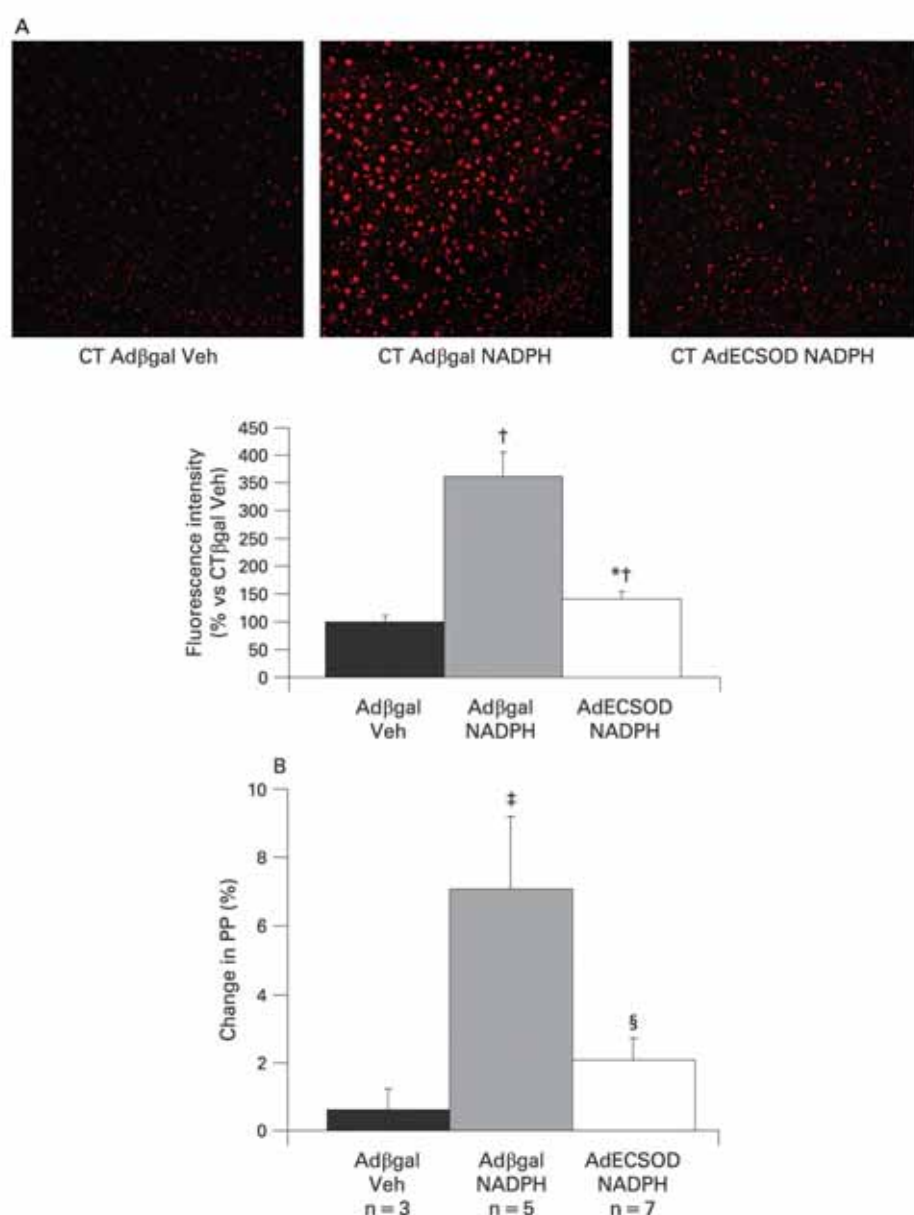 A
CT Adβgal Veh
CT Adβgal NADPH
CT AdECSOD NADPH
Fluorescence intensity
(% vs CTβgal Veh)
450
400
350
300
250
200
150
100
50
0
†
*†
Adβgal
Veh
Adβgal
NADPH
AdECSOD
NADPH
B
Change in PP (%)
10
8
6
4
2
0
‡
§
Adβgal
Veh
n = 3
Adβgal
NADPH
n = 5
AdECSOD
NADPH
n = 7